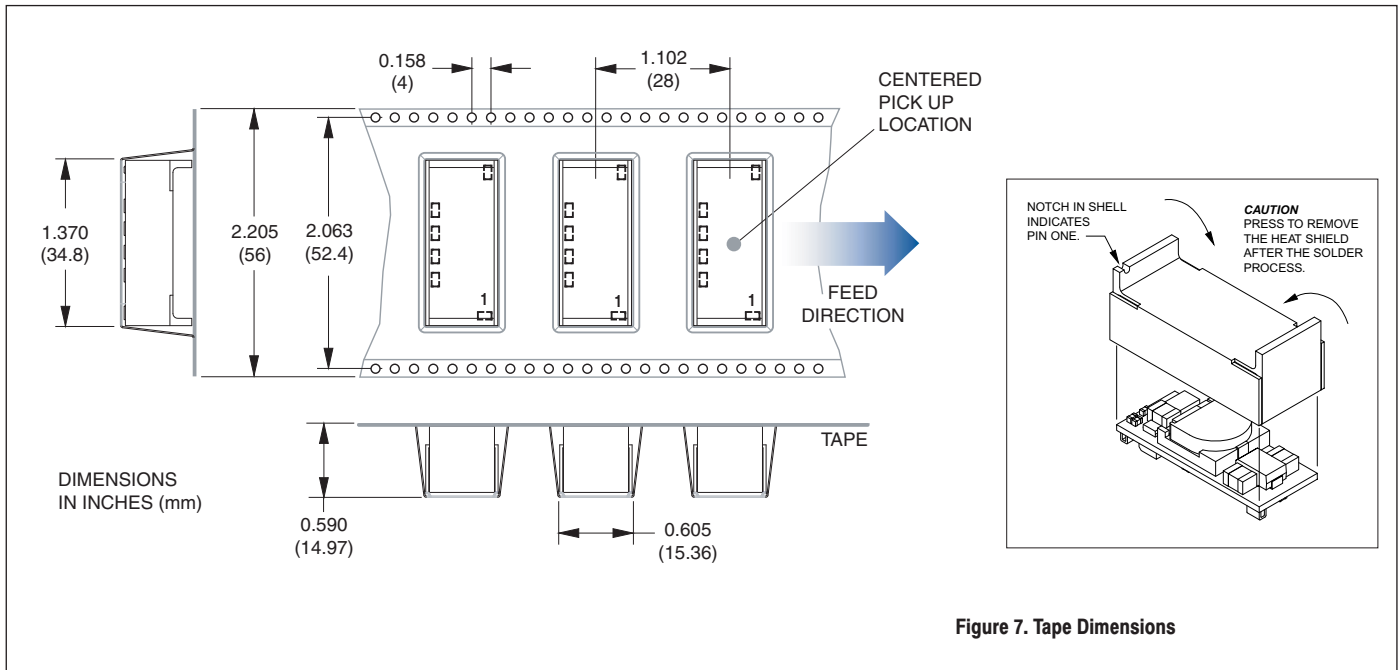 0.158
(4)
1.102
(28)
CENTERED
PICK UP
LOCATION
1.370
(34.8)
2.205
(56)
2.063
(52.4)
1
1
1
FEED
DIRECTION
NOTCH IN SHELL
INDICATES
PIN ONE.
CAUTION
PRESS TO REMOVE
THE HEAT SHIELD
AFTER THE SOLDER
PROCESS.
TAPE
DIMENSIONS
IN INCHES (mm)
0.590
(14.97)
0.605
(15.36)
Figure 7. Tape Dimensions